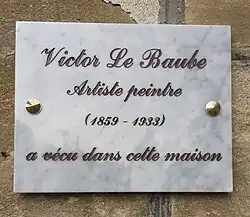 Victor Le Baube
Artiste peintre
(1859 - 1933)
a vécu dans cette maison